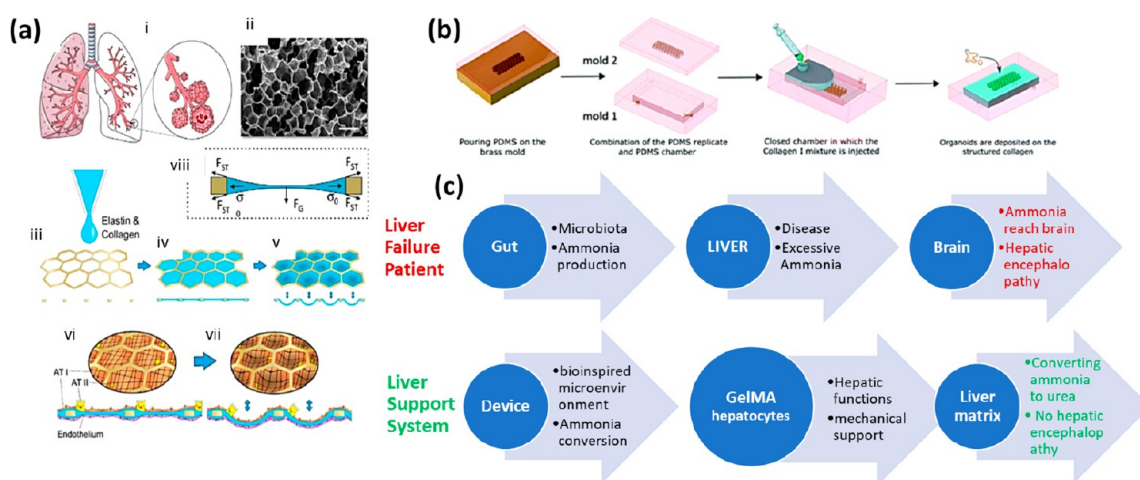 (a)
i
ii
viii
F_ST
F_ST
σ
σ₀
F_ST
o
F_G
F_ST
Elastin &
Collagen
iii
iv
v
vi
vii
AT I
AT II
Endothelium
(b)
mold 2
mold 1
Pouring PDMS on the
brass mold
Combination of the PDMS replicate
and PDMS chamber
Closed chamber in which the
Collagen I mixture is injected
Organoids are deposited on the
structured collagen
(c)
Liver
Failure
Patient
Gut
•Microbiota
•Ammonia
production
LIVER
•Disease
•Excessive
Ammonia
Brain
•Ammonia
reach brain
•Hepatic
encephalo
pathy
Liver
Support
System
Device
•bioinspired
microenvir
onment
•Ammonia
conversion
GelMA
hepatocytes
•Hepatic
functions
•mechanical
support
Liver
matrix
•Converting
ammonia
to urea
•No hepatic
encephalop
athy